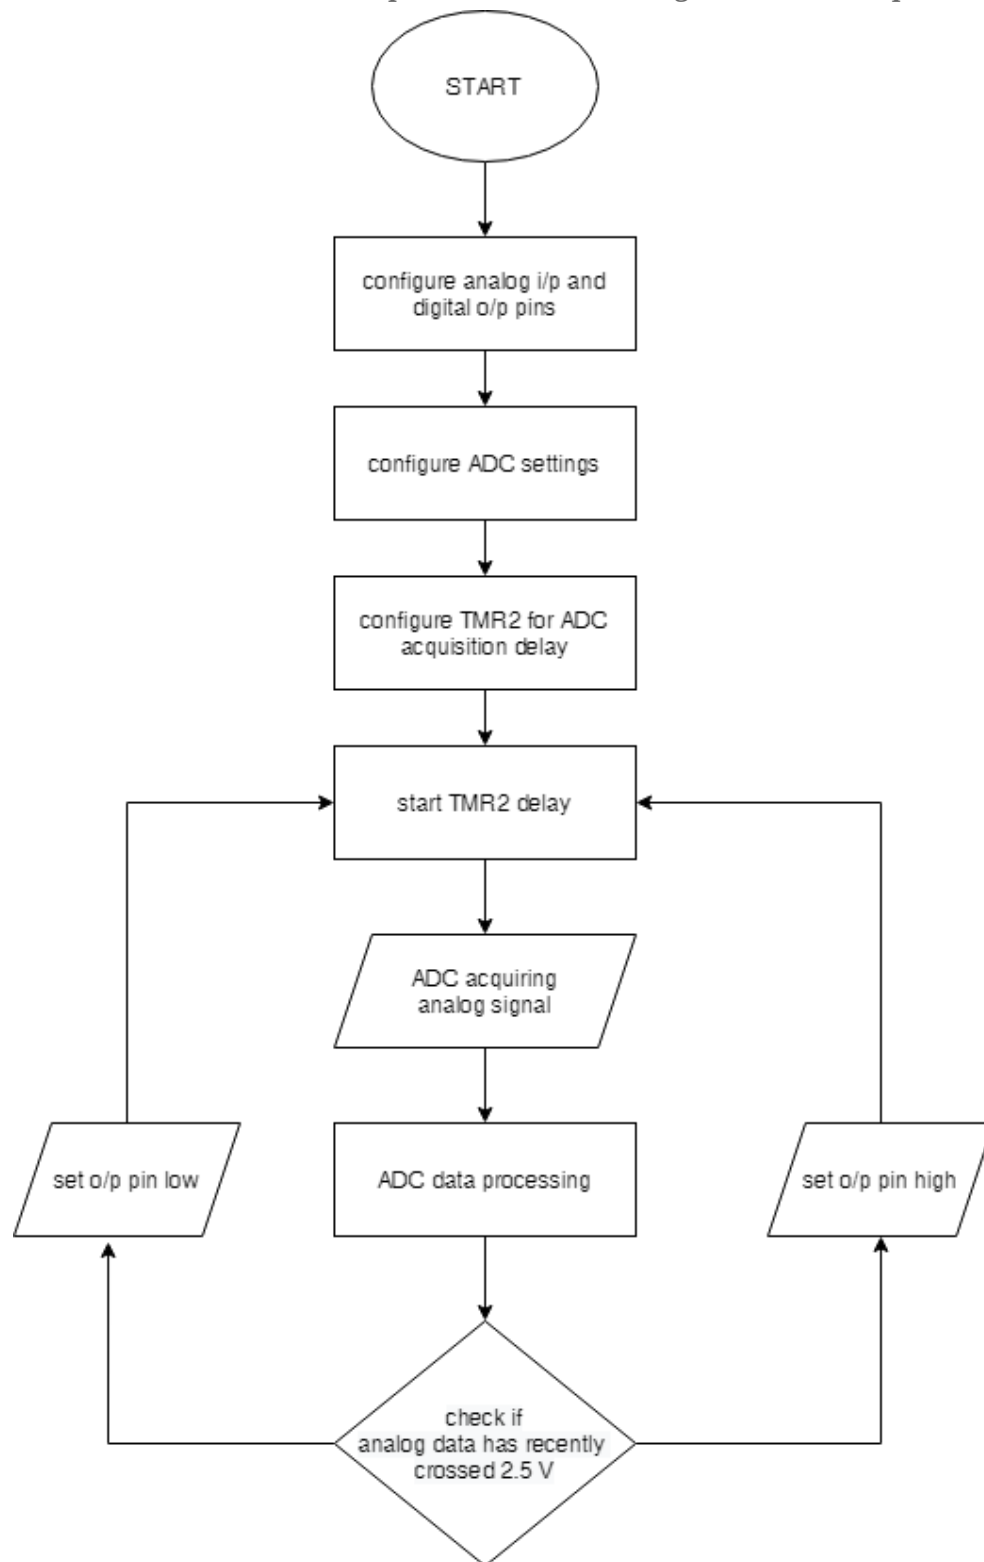 START
configure analog i/p and
digital o/p pins
configure ADC settings
configure TMR2 for ADC
acquisition delay
start TMR2 delay
ADC acquiring
analog signal
set o/p pin low
ADC data processing
set o/p pin high
check if
analog data has recently
crossed 2.5 V